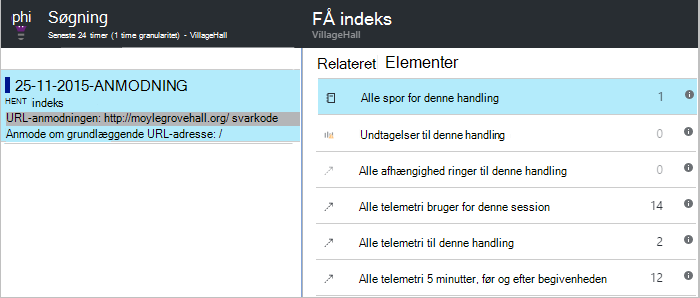 phi
Søgning
Seneste 24 timer (1 time granularitet) - VillageHall
25-11-2015-ANMODNING
HENT indeks
URL-anmodningen: http://moylegrovehall.org/ svarkode
Anmode om grundlæggende URL-adresse: /
FÅ indeks
VillageHall
Relateret Elementer
Alle spor for denne handling 1
Undtagelser til denne handling 0
Alle afhængighed ringer til denne handling 0
Alle telemetri bruger for denne session 14
Alle telemetri til denne handling 2
Alle telemetri 5 minutter, før og efter begivenheden 12